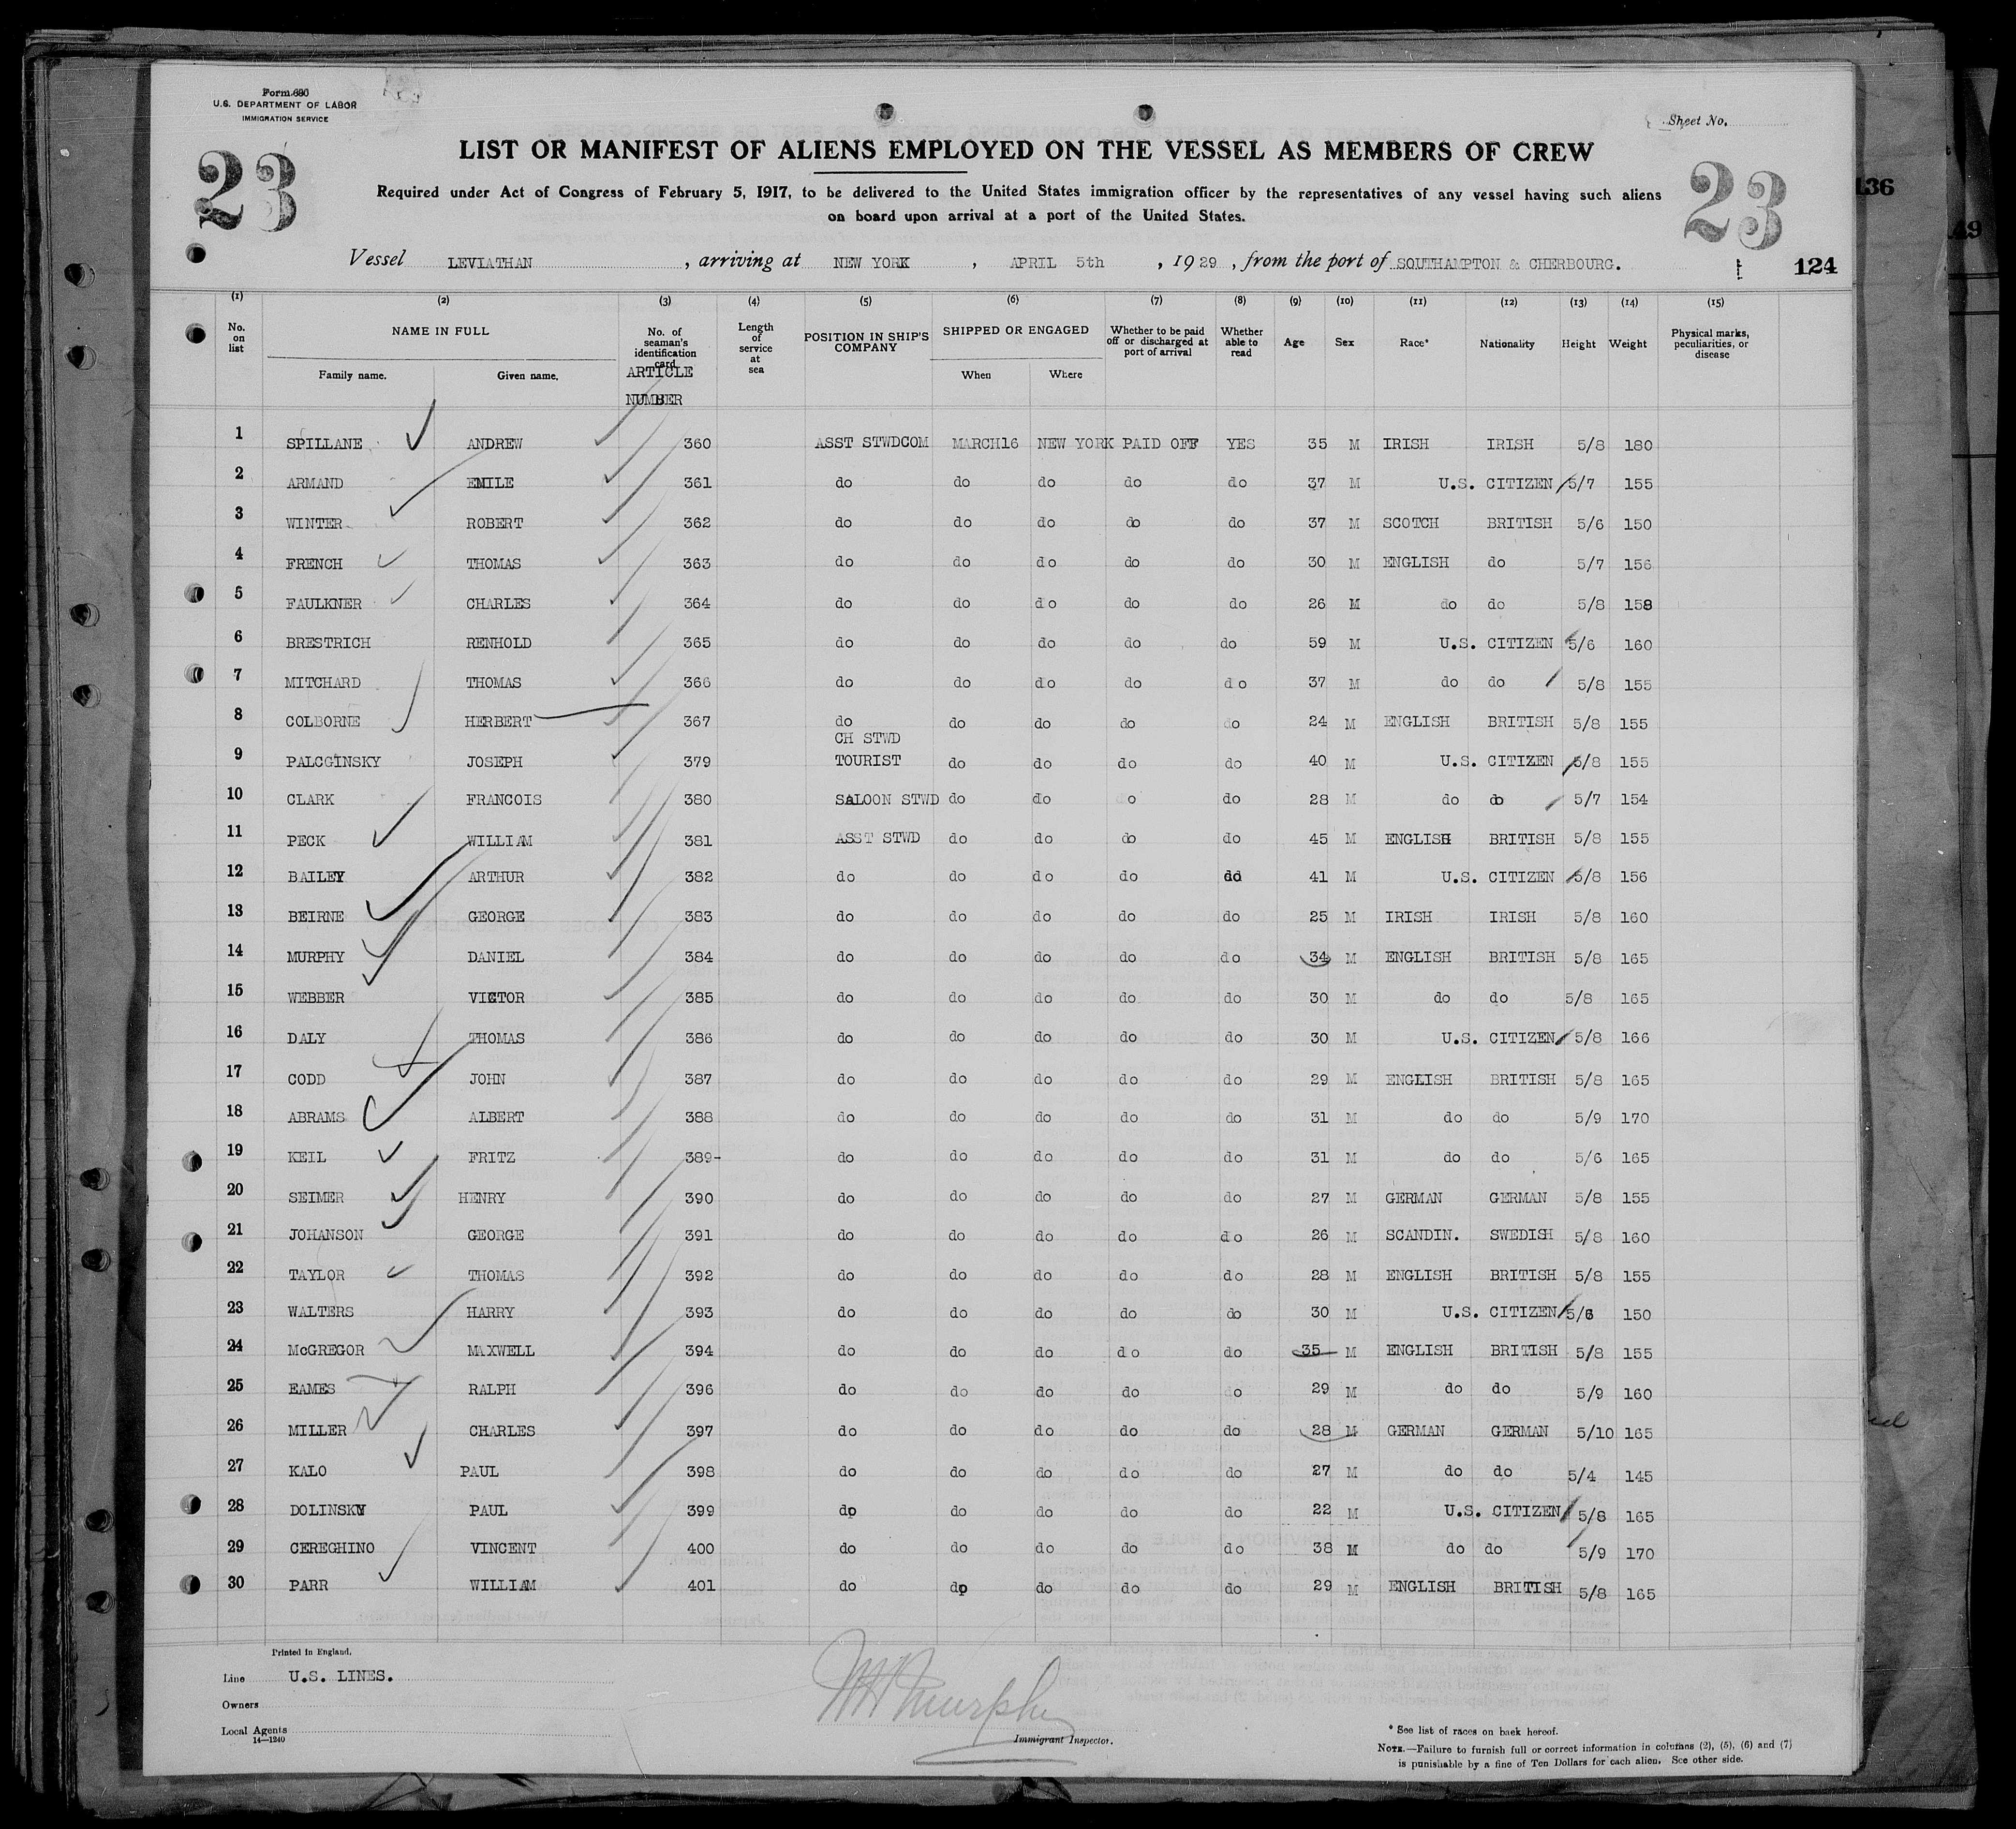 Form 680
U.S. DEPARTMENT OF LABOR
IMMIGRATION SERVICE
Sheet No.
23
LIST OR MANIFEST OF ALIENS EMPLOYED ON THE VESSEL AS MEMBERS OF CREW
23
136
Required under Act of Congress of February 5, 1917, to be delivered to the United States immigration officer by the representatives of any vessel having such aliens
on board upon arrival at a port of the United States.
Vessel LEVIATHAN, arriving at NEW YORK, APRIL 5th, 1929, from the port of SOUTHAMPTON & CHERBOURG.
124
(1) (2) (3) (4) (5) (6) (7) (8) (9) (10) (11) (12) (13) (14) (15)
No. on list
NAME IN FULL
Family name. Given name.
No. of seaman's identification card
ARTICLE NUMBER
Length of service at sea
POSITION IN SHIP'S COMPANY
SHIPPED OR ENGAGED
When Where
Whether to be paid off or discharged at port of arrival
Whether able to read
Age
Sex
Race*
Nationality
Height
Weight
Physical marks, peculiarities, or disease
1 SPILLANE ANDREW 360 ASST STWDCOM MARCH16 NEW YORK PAID OFF YES 35 M IRISH IRISH 5/8 180
2 ARMAND EMILE 361 do do do do do 37 M U.S. CITIZEN 5/7 155
3 WINTER ROBERT 362 do do do do do 37 M SCOTCH BRITISH 5/6 150
4 FRENCH THOMAS 363 do do do do do 30 M ENGLISH do 5/7 156
5 FAULKNER CHARLES 364 do do do do do 26 M do do 5/8 158
6 BRESTRICH RENHOLD 365 do do do do do 59 M U.S. CITIZEN 5/6 160
7 MITCHARD THOMAS 366 do do do do do 37 M do do 5/8 155
8 COLBORNE HERBERT 367 do do do do do 24 M ENGLISH BRITISH 5/8 155
9 PALCGINSKY JOSEPH 379 CH STWD TOURIST do do do do 40 M U.S. CITIZEN 5/8 155
10 CLARK FRANCOIS 380 SALOON STWD do do o do 28 M do do 5/7 154
11 PECK WILLIAM 381 ASST STWD do do do do 45 M ENGLISH BRITISH 5/8 155
12 BAILEY ARTHUR 382 do do do do dd 41 M U.S. CITIZEN 5/8 156
13 BEIRNE GEORGE 383 do do do do do 25 M IRISH IRISH 5/8 160
14 MURPHY DANIEL 384 do do do do do 34 M ENGLISH BRITISH 5/8 165
15 WEBBER VICTOR 385 do do do do do 30 M do do 5/8 165
16 DALY THOMAS 386 do do do do do 30 M U.S. CITIZEN 5/8 166
17 CODD JOHN 387 do do do do do 29 M ENGLISH BRITISH 5/8 165
18 ABRAMS ALBERT 388 do do do do do 31 M do do 5/9 170
19 KEIL FRITZ 389- do do do do do 31 M do do 5/6 165
20 SEIMER HENRY 390 do do do do do 27 M GERMAN GERMAN 5/8 155
21 JOHANSON GEORGE 391 do do do do do 26 M SCANDIN. SWEDISH 5/8 160
22 TAYLOR THOMAS 392 do do do do do 28 M ENGLISH BRITISH 5/8 155
23 WALTERS HARRY 393 do do do do do 30 M U.S. CITIZEN 5/6 150
24 McGREGOR MAXWELL 394 do do do do do 35 M ENGLISH BRITISH 5/8 155
25 EAMES RALPH 396 do do do do o 29 M do do 5/9 160
26 MILLER CHARLES 397 do do do do do 28 M GERMAN GERMAN 5/10 165
27 KALO PAUL 398 do do do do do 27 M do do 5/4 145
28 DOLINSKY PAUL 399 do do do do do 22 M U.S. CITIZEN 5/8 165
29 CEREGHINO VINCENT 400 do do do do do 38 M do do 5/9 170
30 PARR WILLIAM 401 do do do do do 29 M ENGLISH BRITISH 5/8 165
Printed in England.
Line U.S. LINES.
Owners
Local Agents
14—1240
Murphy
Immigrant Inspector.
* See list of races on back hereof.
NOTE.—Failure to furnish full or correct information in columns (2), (5), (6) and (7)
is punishable by a fine of Ten Dollars for each alien. See other side.